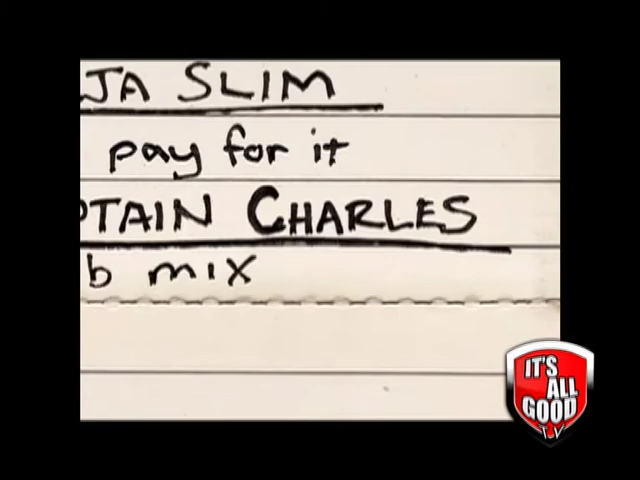 JA SLIM
pay for it
PTAIN CHARLES
b mix
IT'S
ALL
GOOD
TV